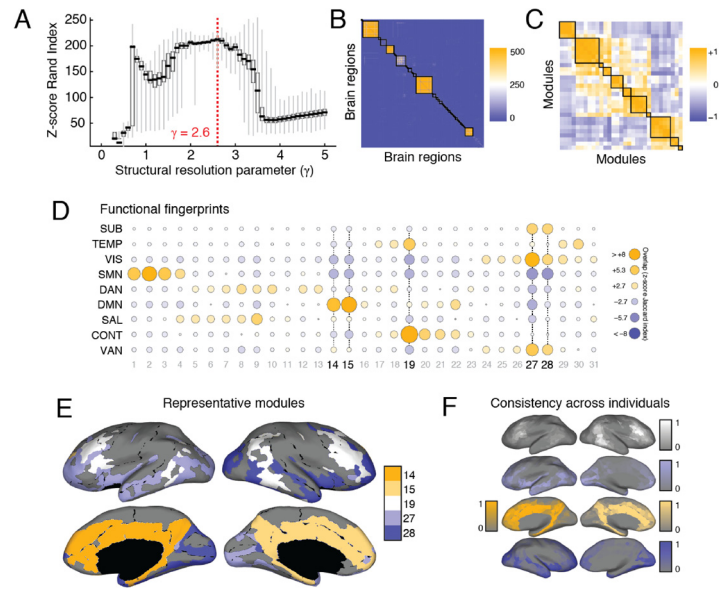 A
Z-score Rand Index
250
200
150
100
50
γ = 2.6
0 1 2 3 4 5
Structural resolution parameter (γ)
B
Brain regions
Brain regions
500
250
0
C
Modules
Modules
+1
0
−1
D Functional fingerprints
SUB
TEMP
VIS
SMN
DAN
DMN
SAL
CONT
VAN
1 2 3 4 5 6 7 8 9 10 11 12 13 14 15 16 17 18 19 20 21 22 23 24 25 26 27 28 29 30 31
> +8
+5.3
+2.7
−2.7
−5.7
< −8
Overlap (z-score Jaccard index)
E Representative modules
14
15
19
27
28
F Consistency across individuals
1
0
1
0
1
0
1
0
1
0